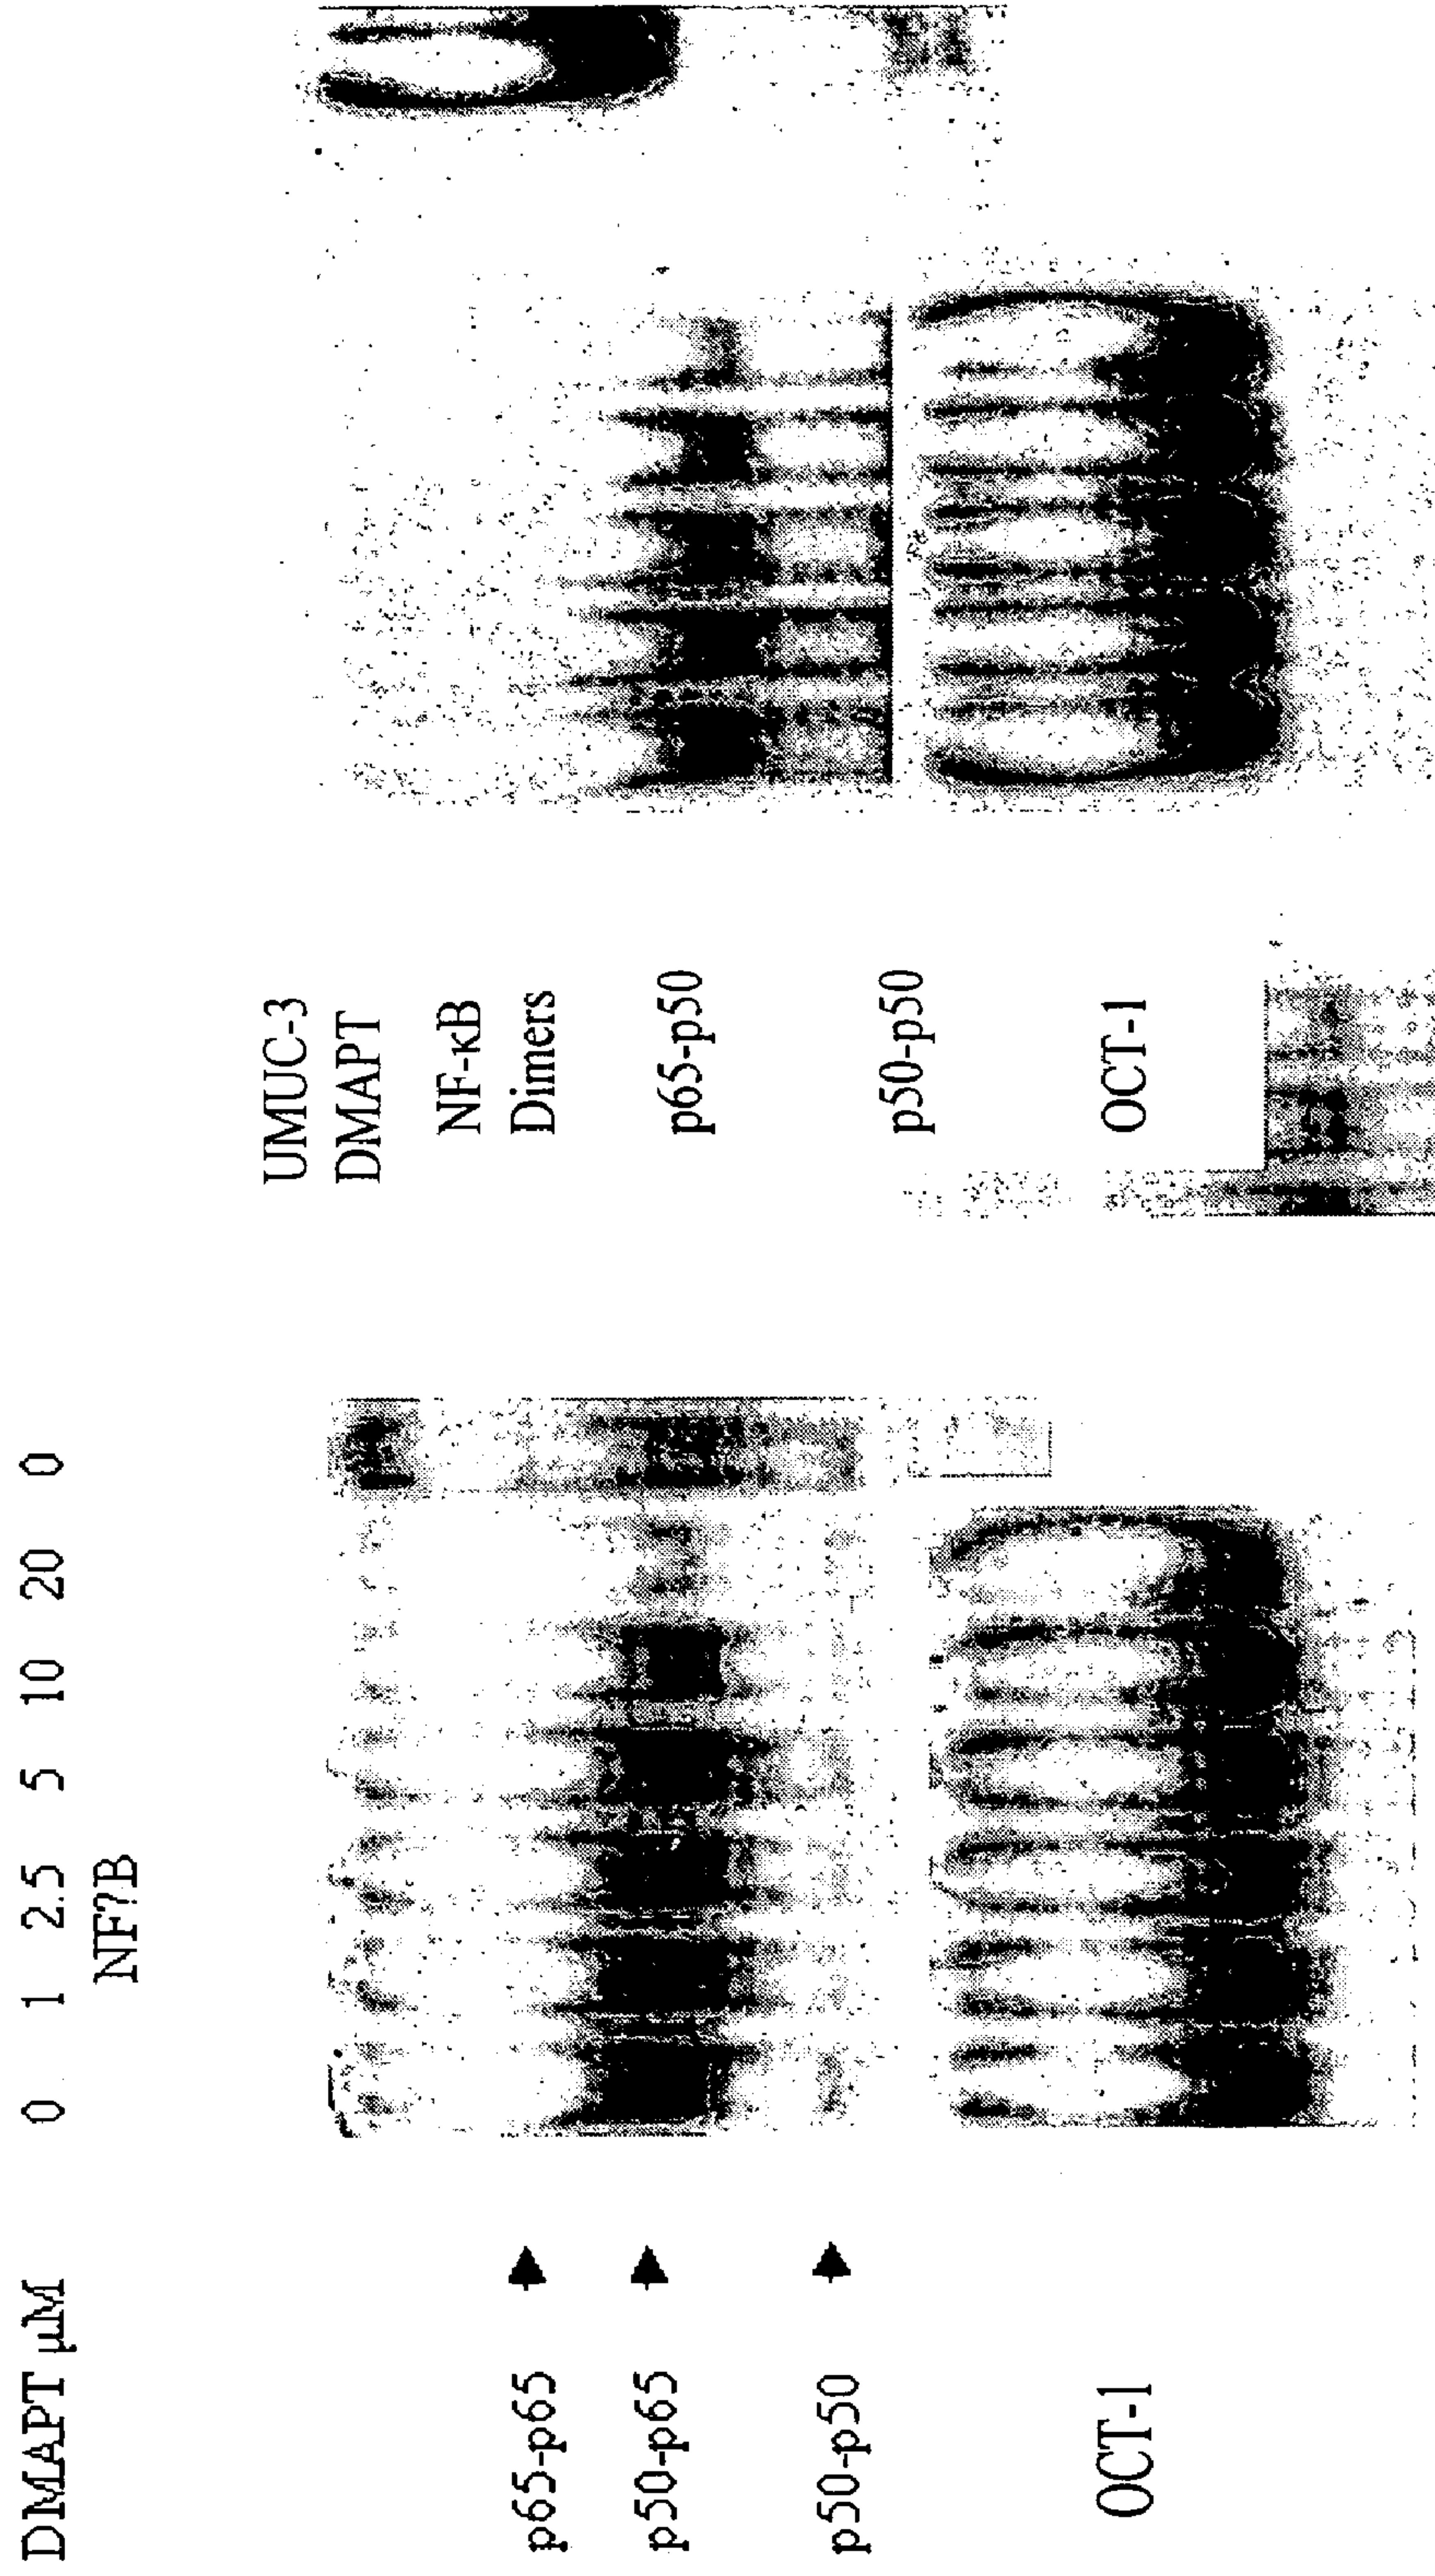 DMAPT μM 0 1 2.5 5 10 20 0
NF?B
p65-p65
p50-p65
p50-p50
OCT-1
UMUC-3
DMAPT
NF-κB
Dimers
p65-p50
p50-p50
OCT-1